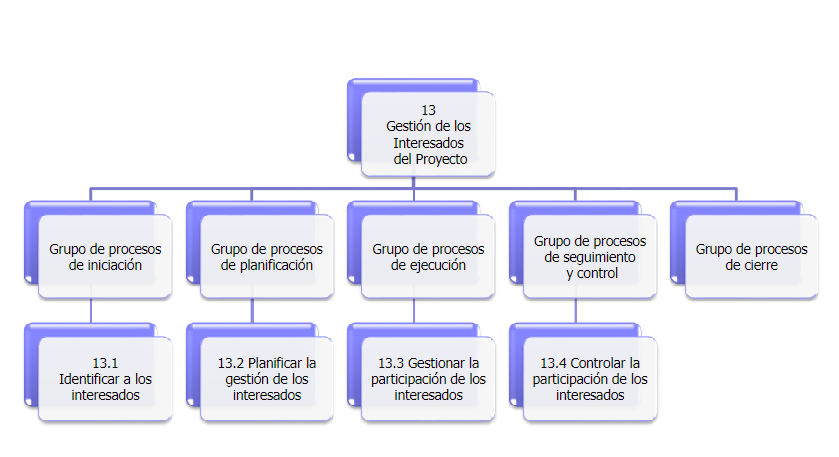 13
Gestión de los
Interesados
del Proyecto
Grupo de procesos
de iniciación
Grupo de procesos
de planificación
Grupo de procesos
de ejecución
Grupo de procesos
de seguimiento
y control
Grupo de procesos
de cierre
13.1
Identificar a los
interesados
13.2 Planificar la
gestión de los
interesados
13.3 Gestionar la
participación de los
interesados
13.4 Controlar la
participación de los
interesados